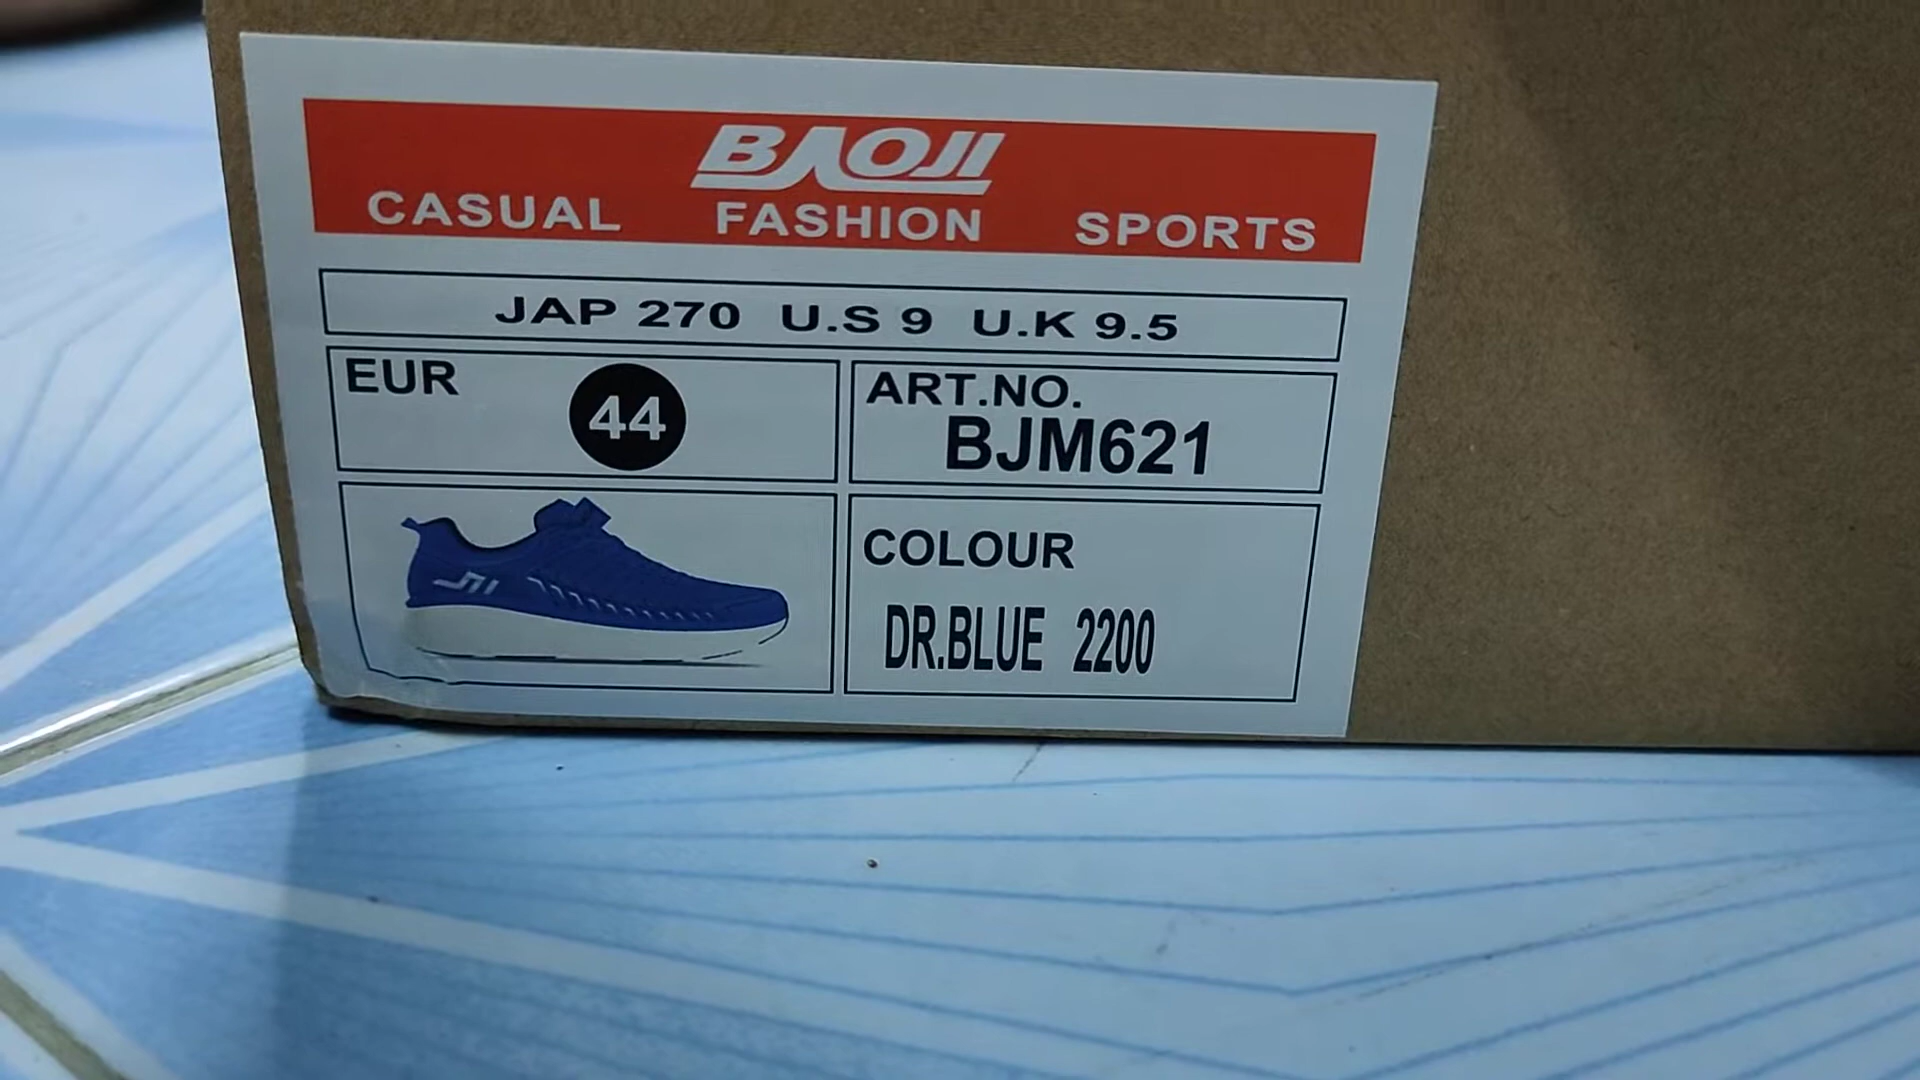 BAOJI
CASUAL FASHION SPORTS
JAP 270 U.S 9 U.K 9.5
EUR 44
ART.NO.
BJM621
COLOUR
DR.BLUE 2200